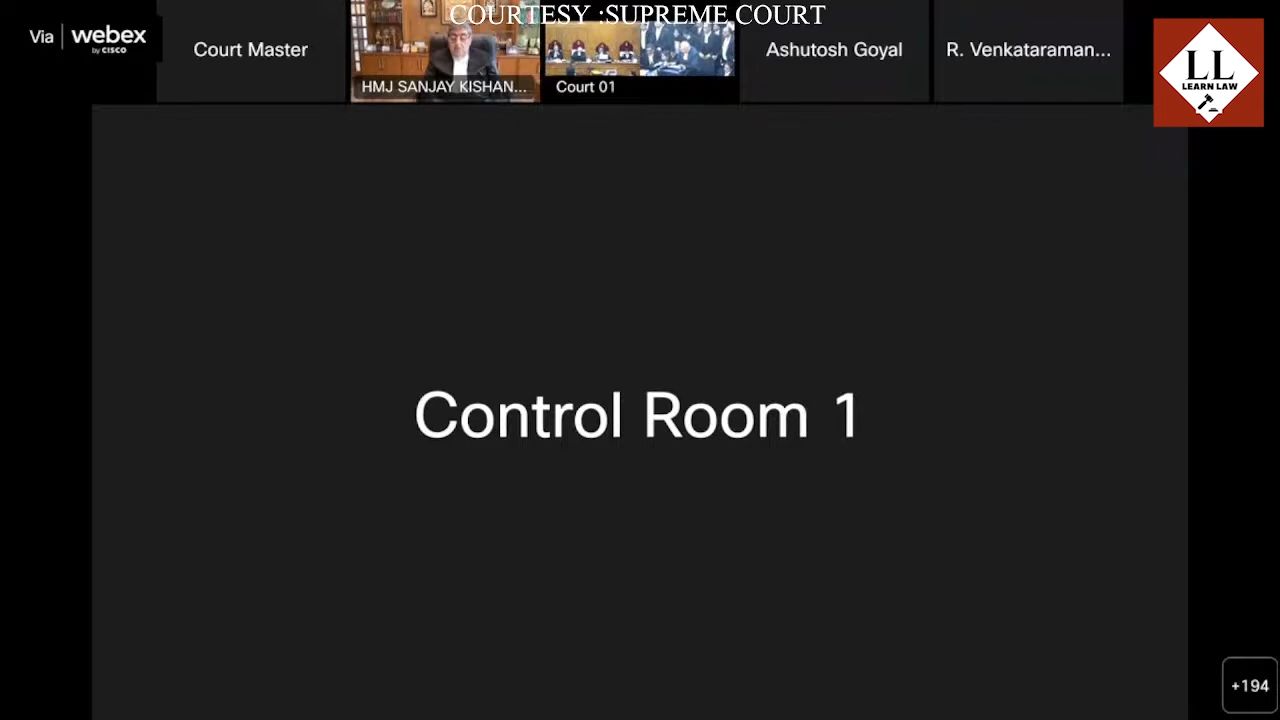 COURTESY :SUPREME COURT
Via | webex
by CISCO
Court Master
HMJ SANJAY KISHAN...
Court 01
Ashutosh Goyal
R. Venkataraman...
LL
LEARN LAW
Control Room 1
+194